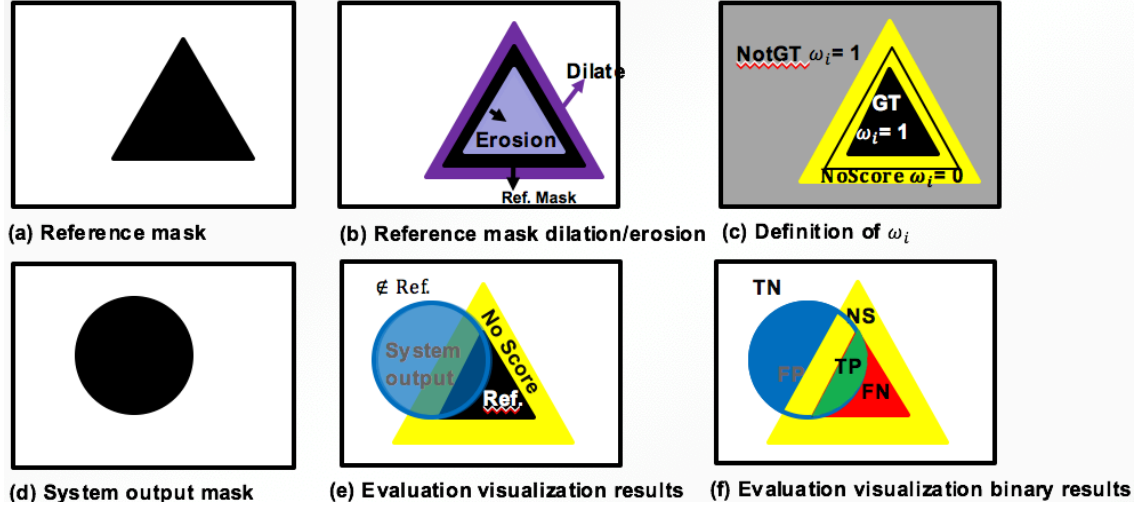 Dilate
Erosion
Ref. Mask
NotGT ωᵢ= 1
GT
ωᵢ= 1
NoScore ωᵢ= 0
(a) Reference mask
(b) Reference mask dilation/erosion
(c) Definition of ωᵢ
∉ Ref.
No Score
System
output
Ref.
TN
NS
TP
FP
FN
(d) System output mask
(e) Evaluation visualization results
(f) Evaluation visualization binary results